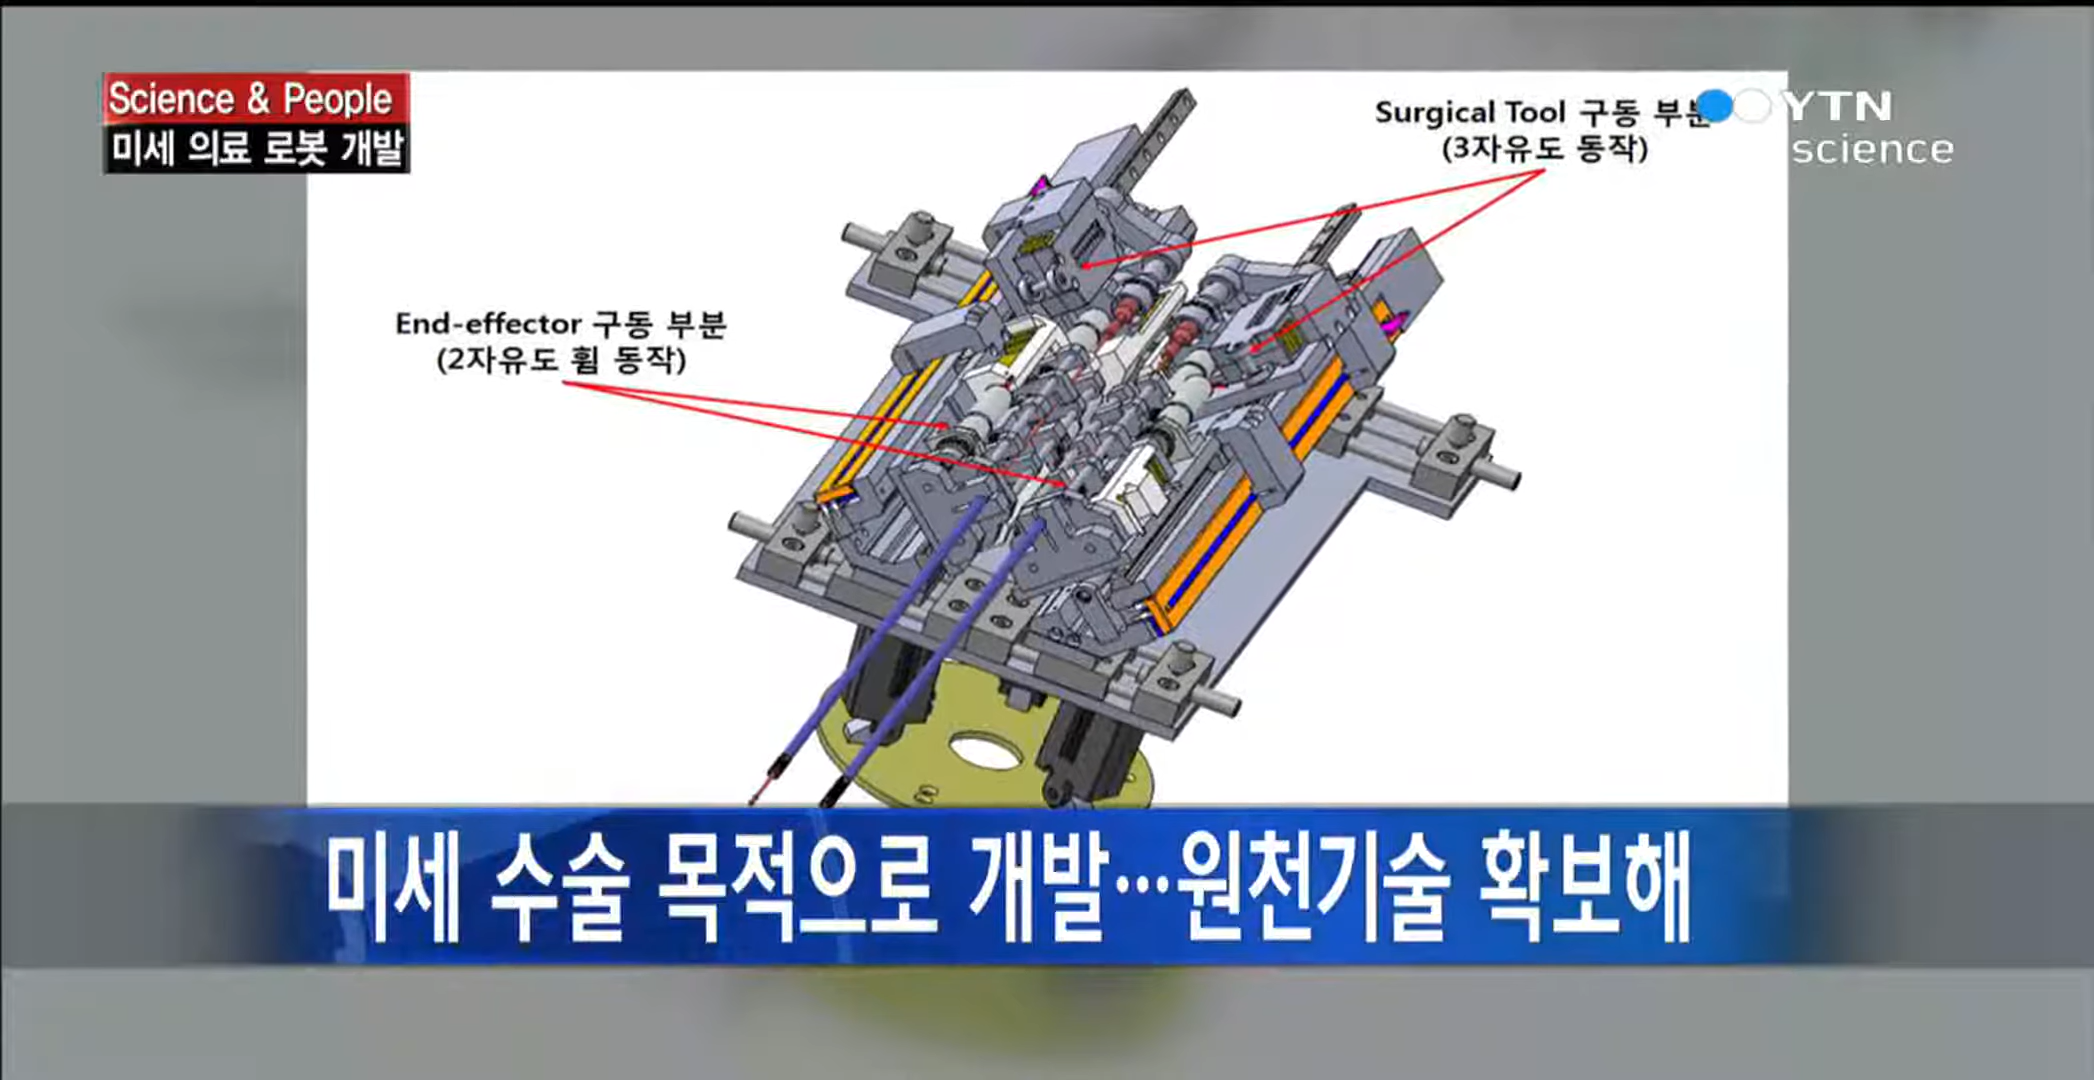 Science & People
미세 의료 로봇 개발
Surgical Tool 구동 부분
(3자유도 동작)
YTN
science
End-effector 구동 부분
(2자유도 휨 동작)
미세 수술 목적으로 개발…원천기술 확보해